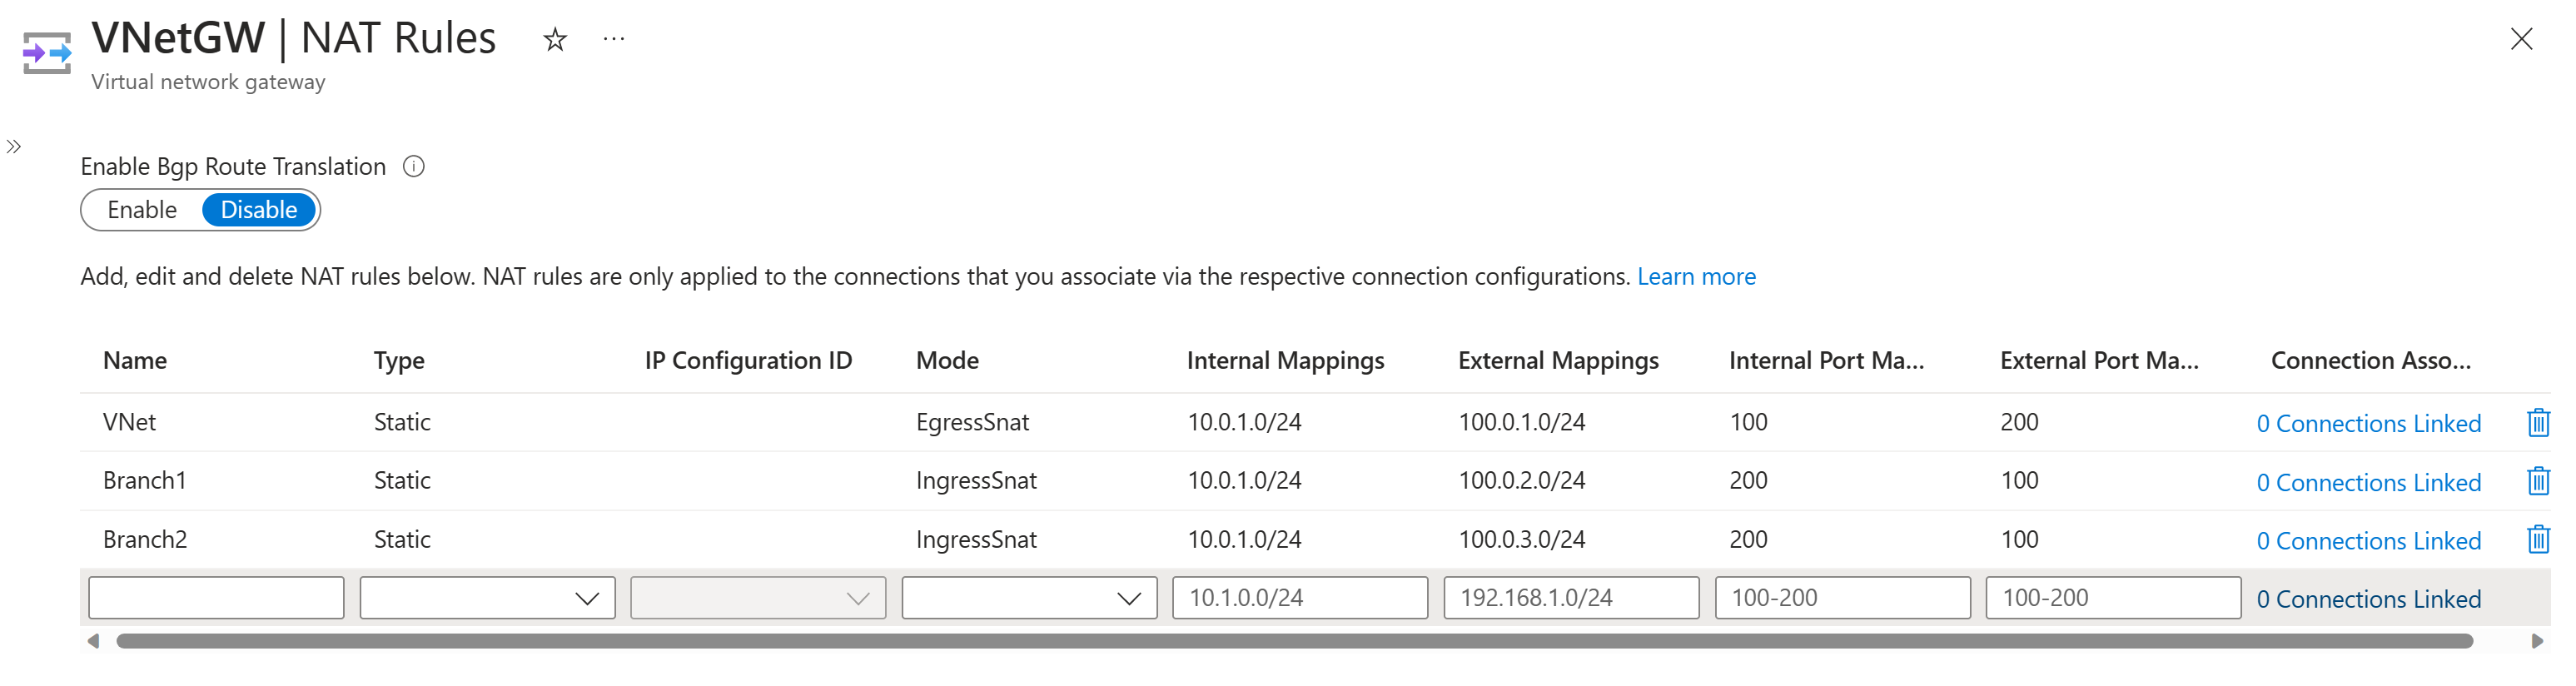 VNetGW | NAT Rules
Virtual network gateway
Enable Bgp Route Translation
Enable Disable
Add, edit and delete NAT rules below. NAT rules are only applied to the connections that you associate via the respective connection configurations. Learn more
Name Type IP Configuration ID Mode Internal Mappings External Mappings Internal Port Ma... External Port Ma... Connection Asso...
VNet Static EgressSnat 10.0.1.0/24 100.0.1.0/24 100 200 0 Connections Linked
Branch1 Static IngressSnat 10.0.1.0/24 100.0.2.0/24 200 100 0 Connections Linked
Branch2 Static IngressSnat 10.0.1.0/24 100.0.3.0/24 200 100 0 Connections Linked
10.1.0.0/24 192.168.1.0/24 100-200 100-200 0 Connections Linked